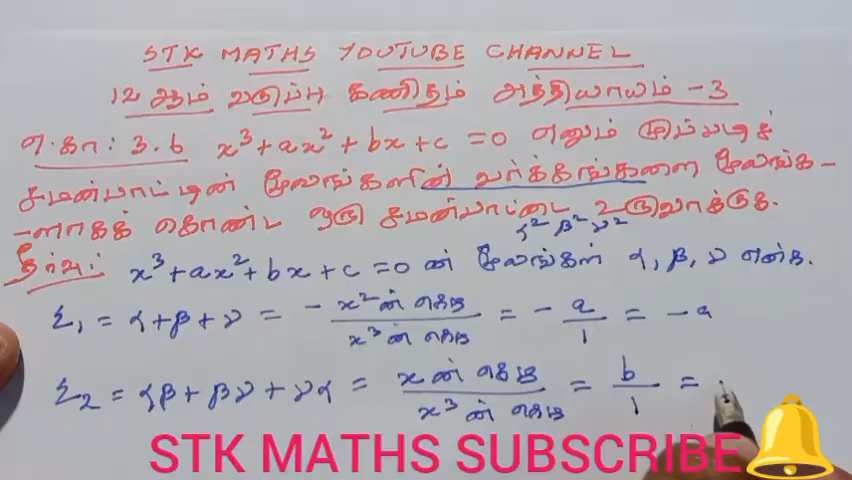 STK MATHS YOUTUBE CHANNEL
12 ஆம் வகுப்பு கணிதம் அத்தியாயம் - 3
எ.கா : 3.6 x³ + ax² + bx + c = 0 எனும் முப்படிச்
சமன்பாட்டின் மூலங்களின் வர்க்கங்களை மூலங்க -
- ளாகக் கொண்ட ஒரு சமன்பாட்டை உருவாக்குக.
α² β² γ²
தீர்வு : x³ + ax² + bx + c = 0 ன் மூலங்கள் α, β, γ என்க.
Σ₁ = α + β + γ = - x² ன் கெழு / x³ ன் கெழு = - a / 1 = - a
Σ₂ = αβ + βγ + γα = x ன் கெழு / x³ ன் கெழு = b / 1 =
STK MATHS SUBSCRIBE